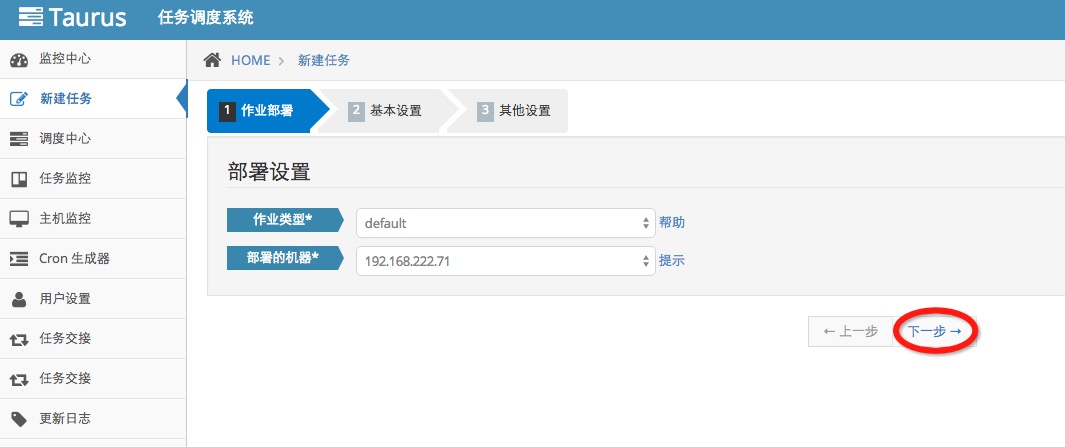 Taurus 任务调度系统
监控中心
新建任务
调度中心
任务监控
主机监控
Cron 生成器
用户设置
任务交接
任务交接
更新日志
HOME > 新建任务
1 作业部署 2 基本设置 3 其他设置
部署设置
作业类型* default 帮助
部署的机器* 192.168.222.71 提示
← 上一步 下一步 →